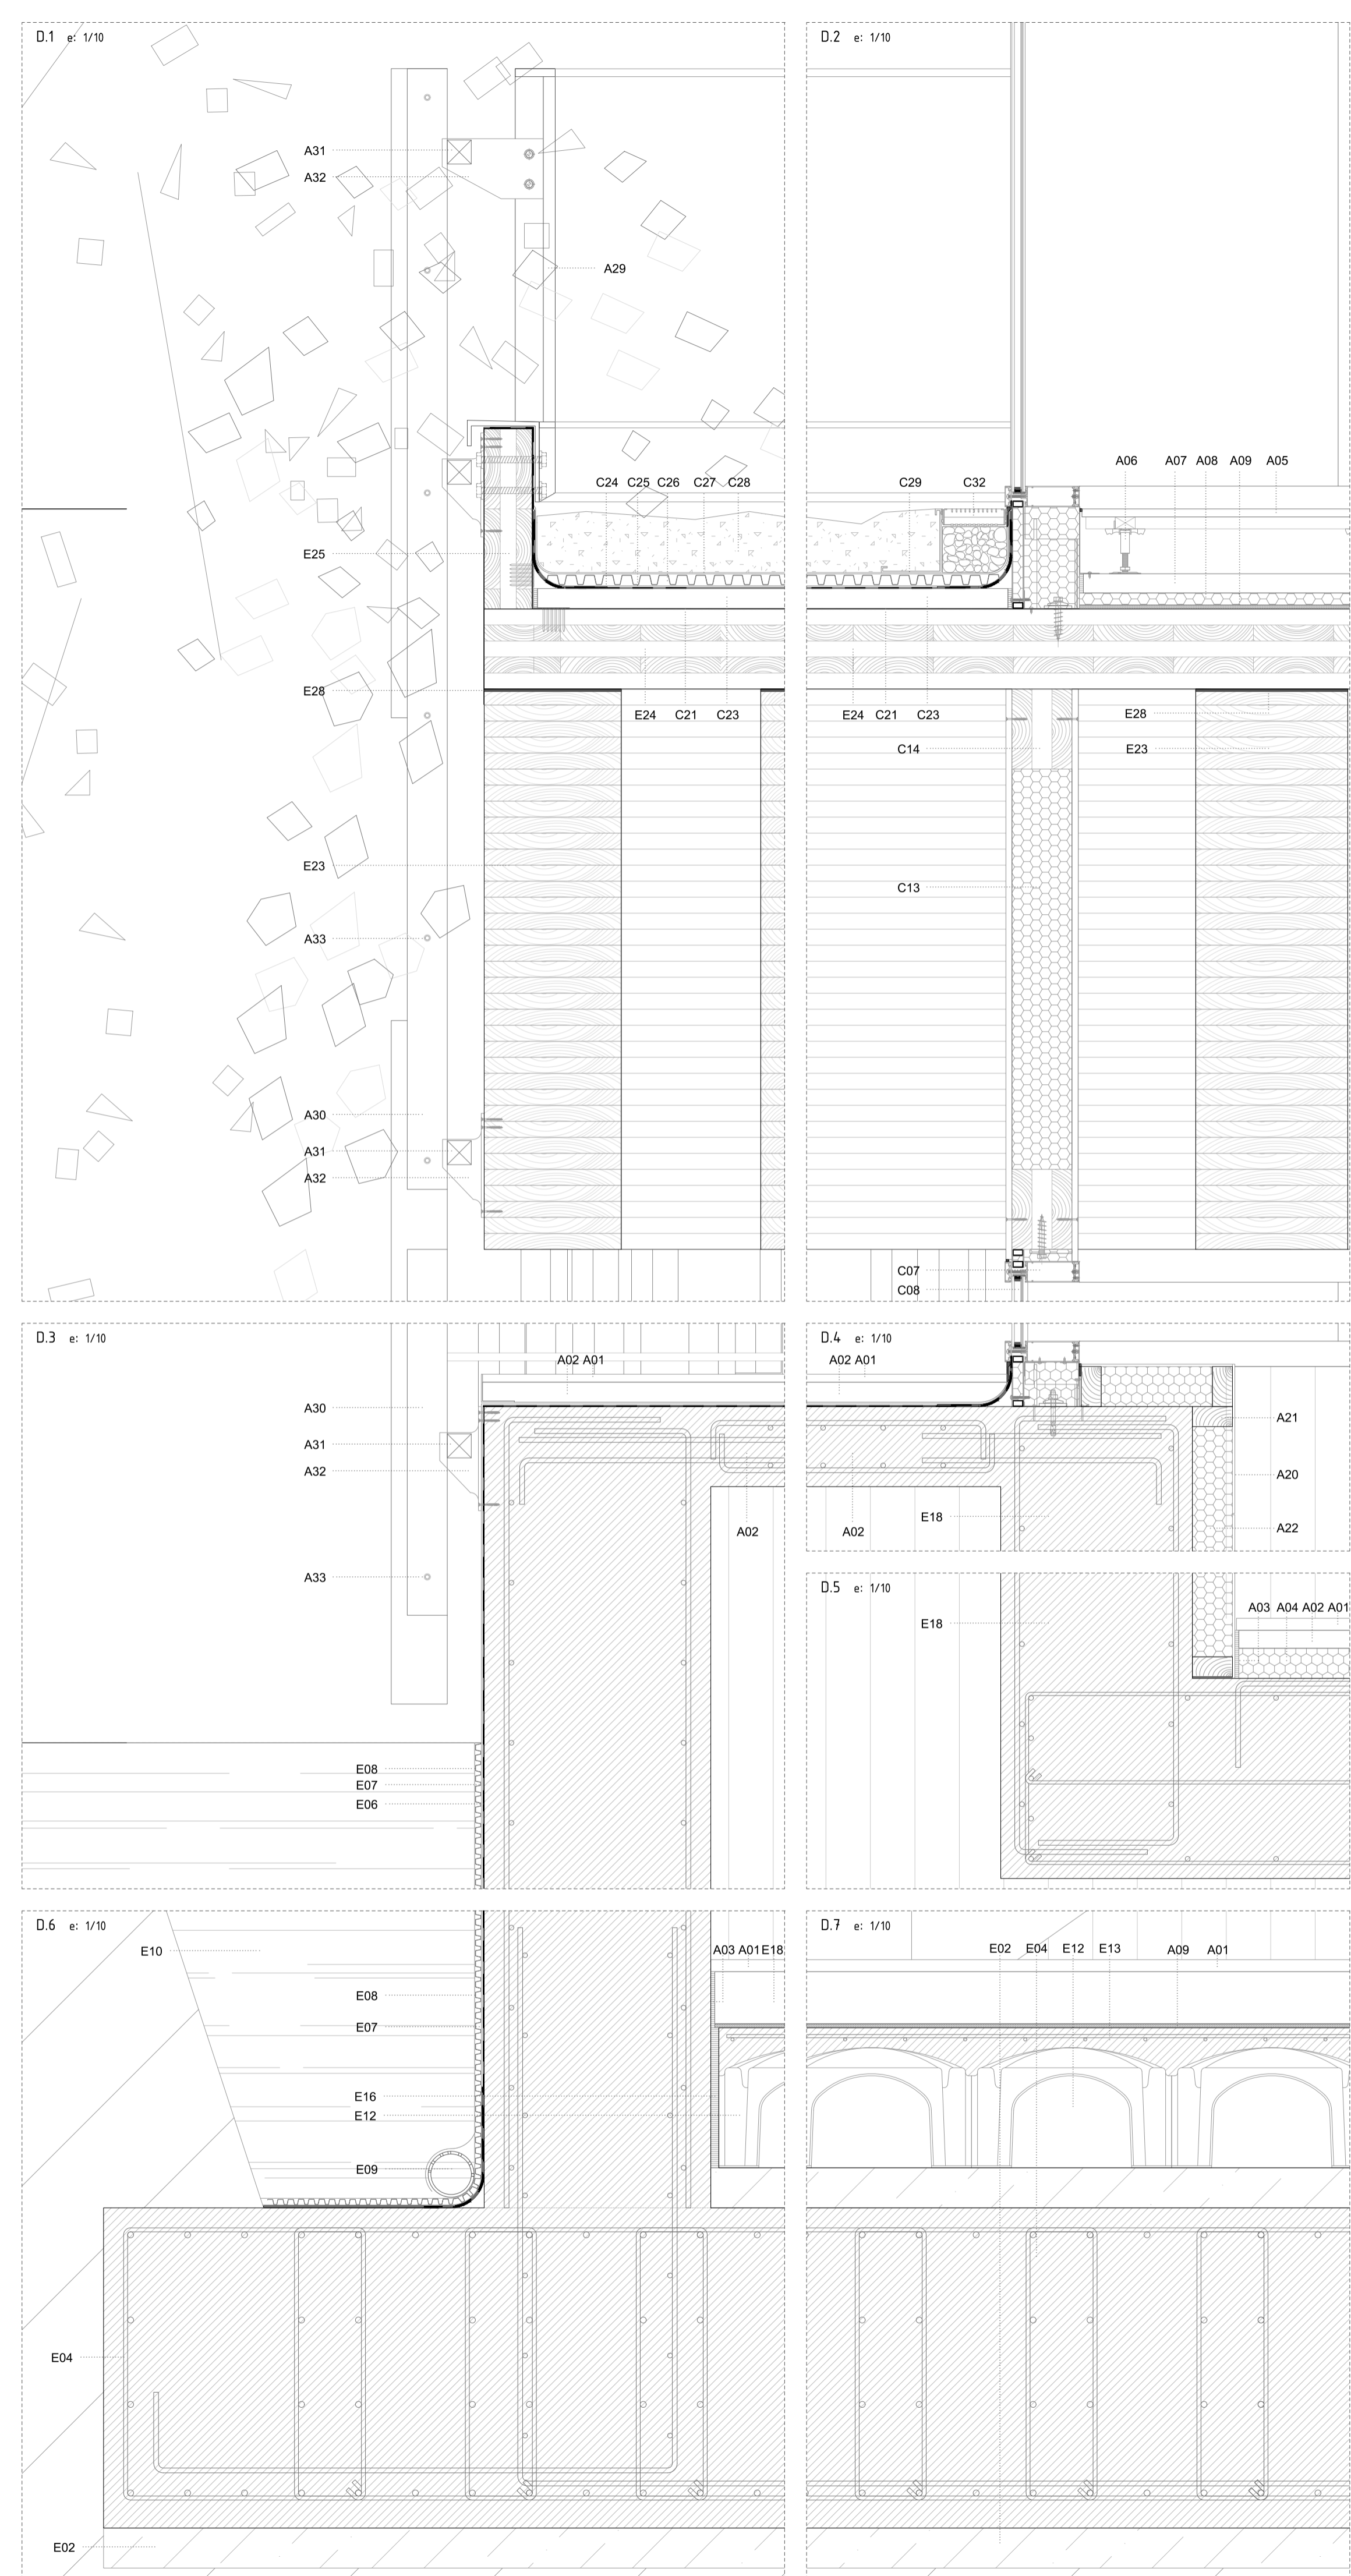 D.1 e: 1/10
A31
A32
A29
C24 C25 C26 C27 C28
E25
E28
E24 C21 C23
E23
A33
A30
A31
A32
D.2 e: 1/10
A06 A07 A08 A09 A05
C29 C32
E24 C21 C23
E28
C14
E23
C13
C07
C08
D.3 e: 1/10
A02 A01
A30
A31
A32
A02
A33
E08
E07
E06
D.4 e: 1/10
A02 A01
A21
A20
E18
A02
A22
D.5 e: 1/10
A03 A04 A02 A01
E18
D.6 e: 1/10
E10
A03 A01 E18
E08
E07
E16
E12
E09
E04
E02
D.7 e: 1/10
E02 E04 E12 E13 A09 A01